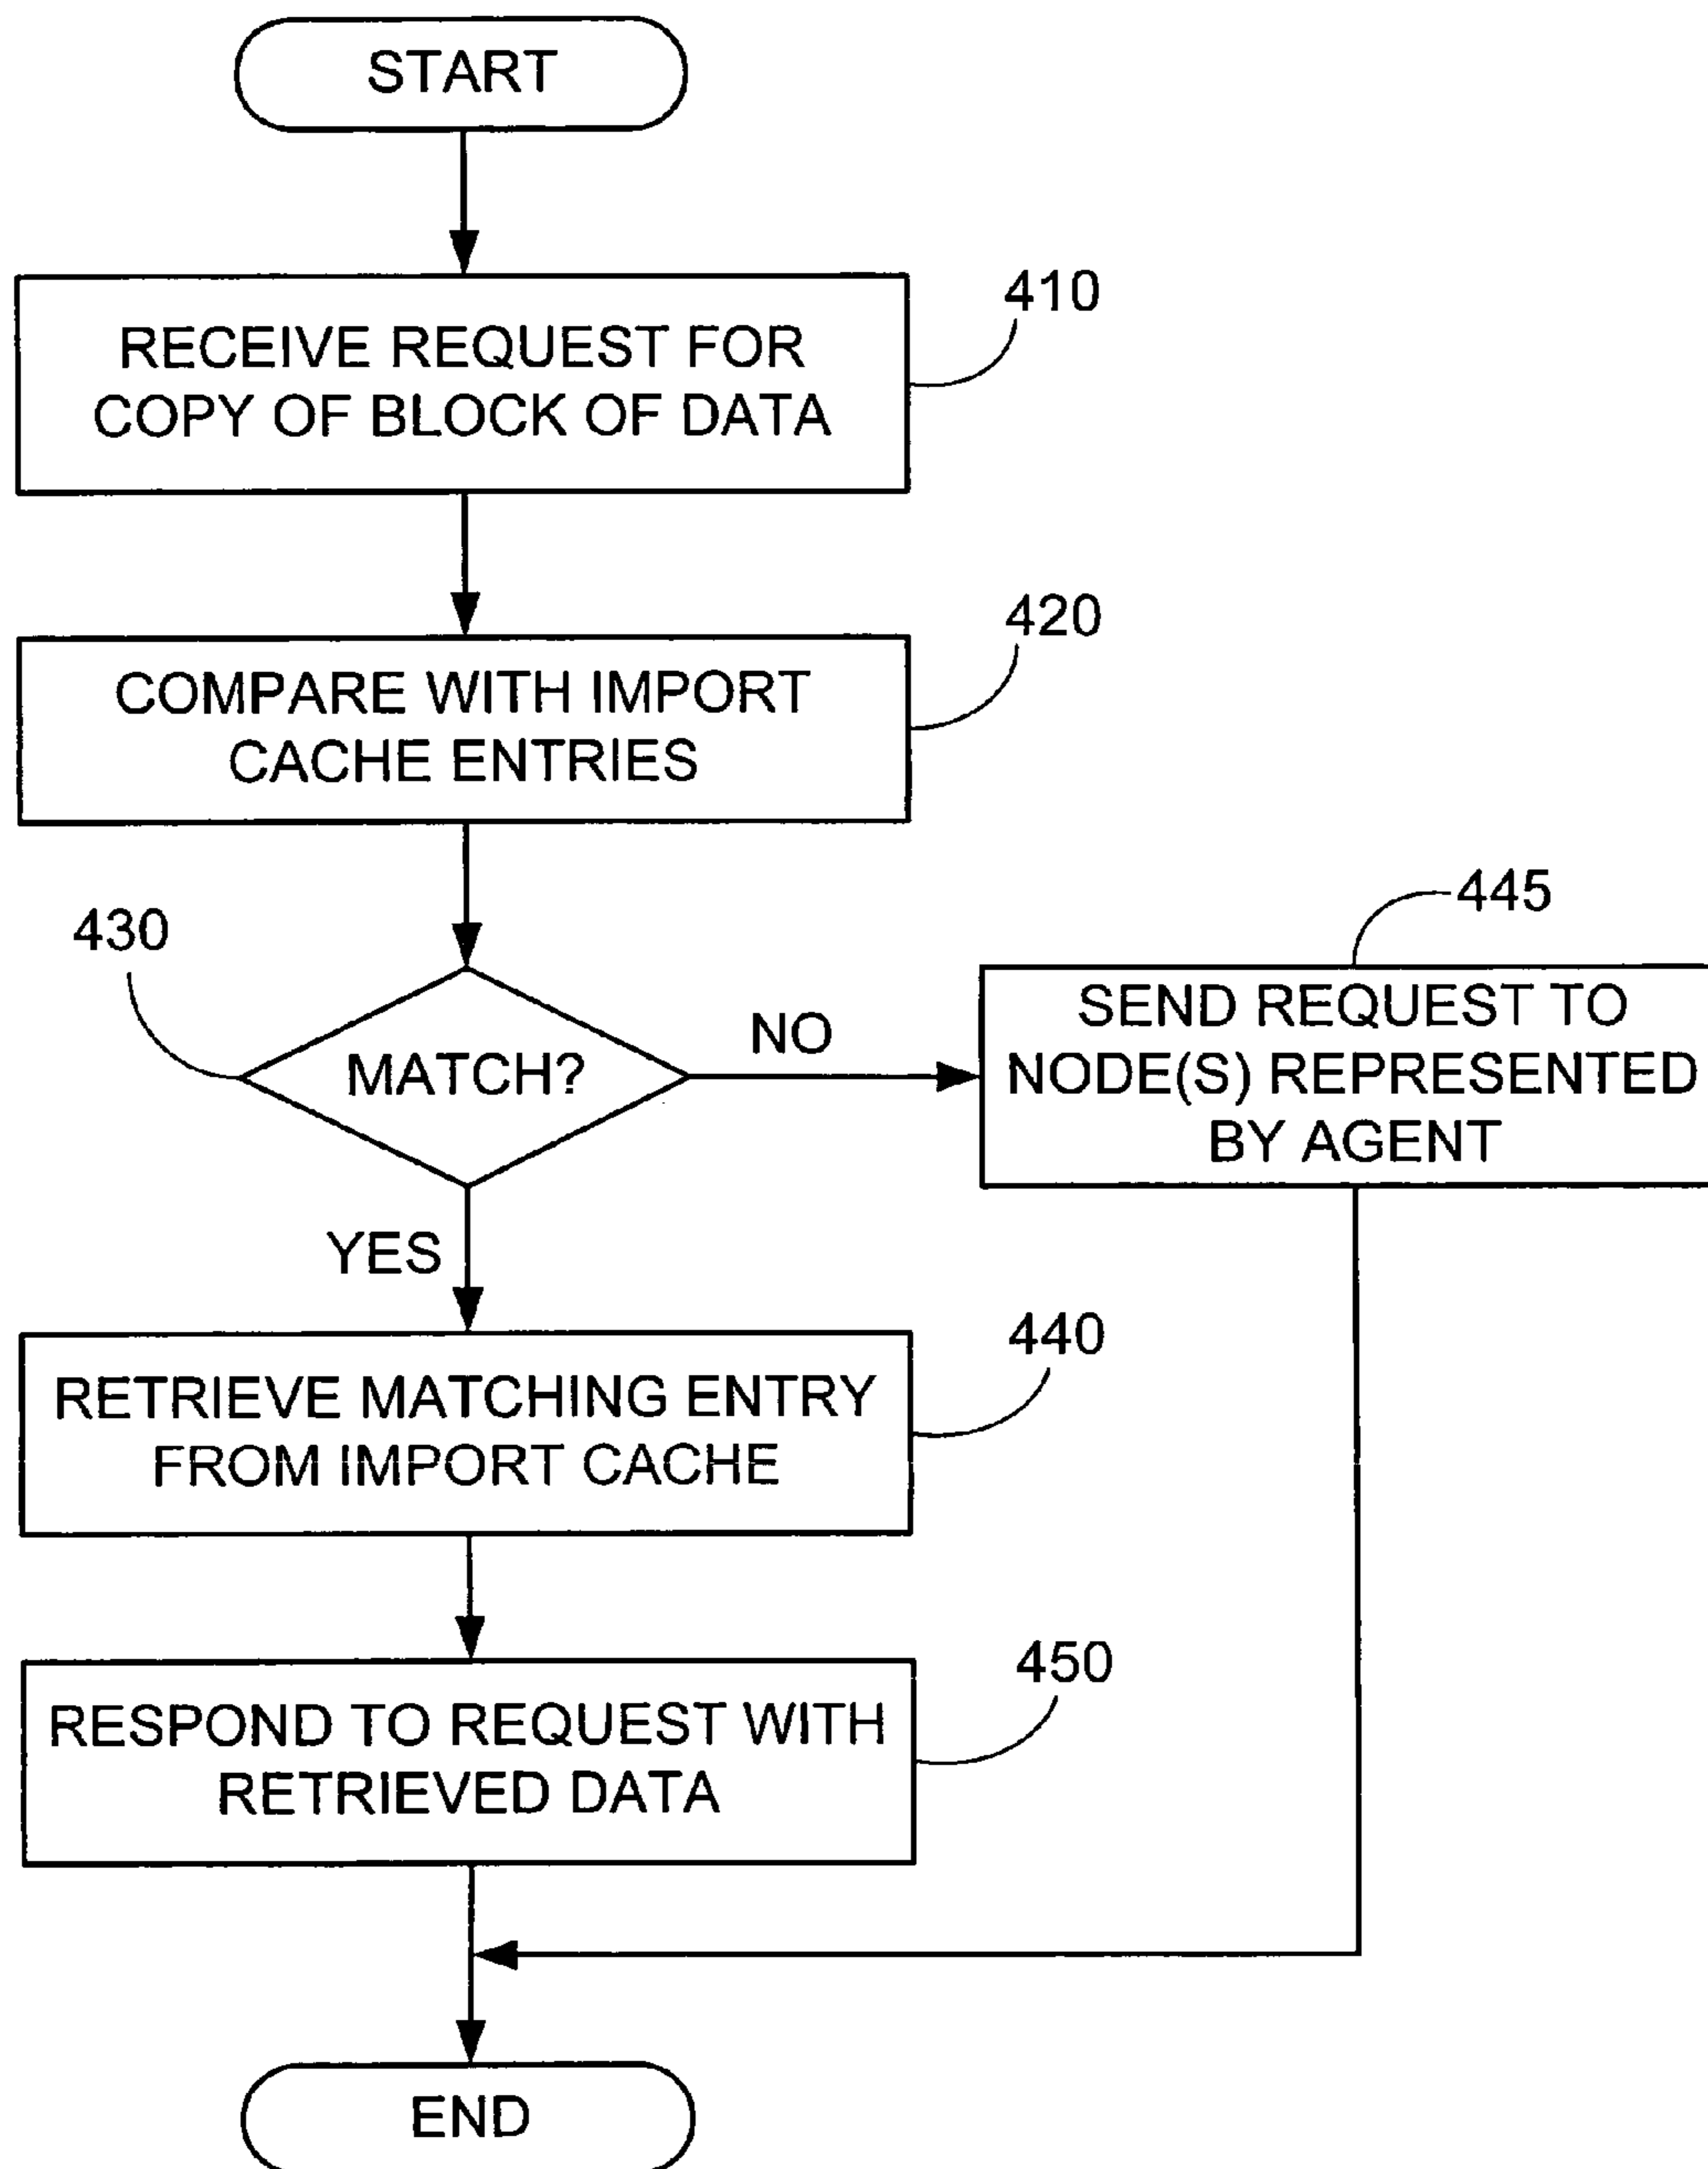 START
RECEIVE REQUEST FOR
COPY OF BLOCK OF DATA
410
COMPARE WITH IMPORT
CACHE ENTRIES
420
430
MATCH?
NO
YES
445
SEND REQUEST TO
NODE(S) REPRESENTED
BY AGENT
RETRIEVE MATCHING ENTRY
FROM IMPORT CACHE
440
RESPOND TO REQUEST WITH
RETRIEVED DATA
450
END